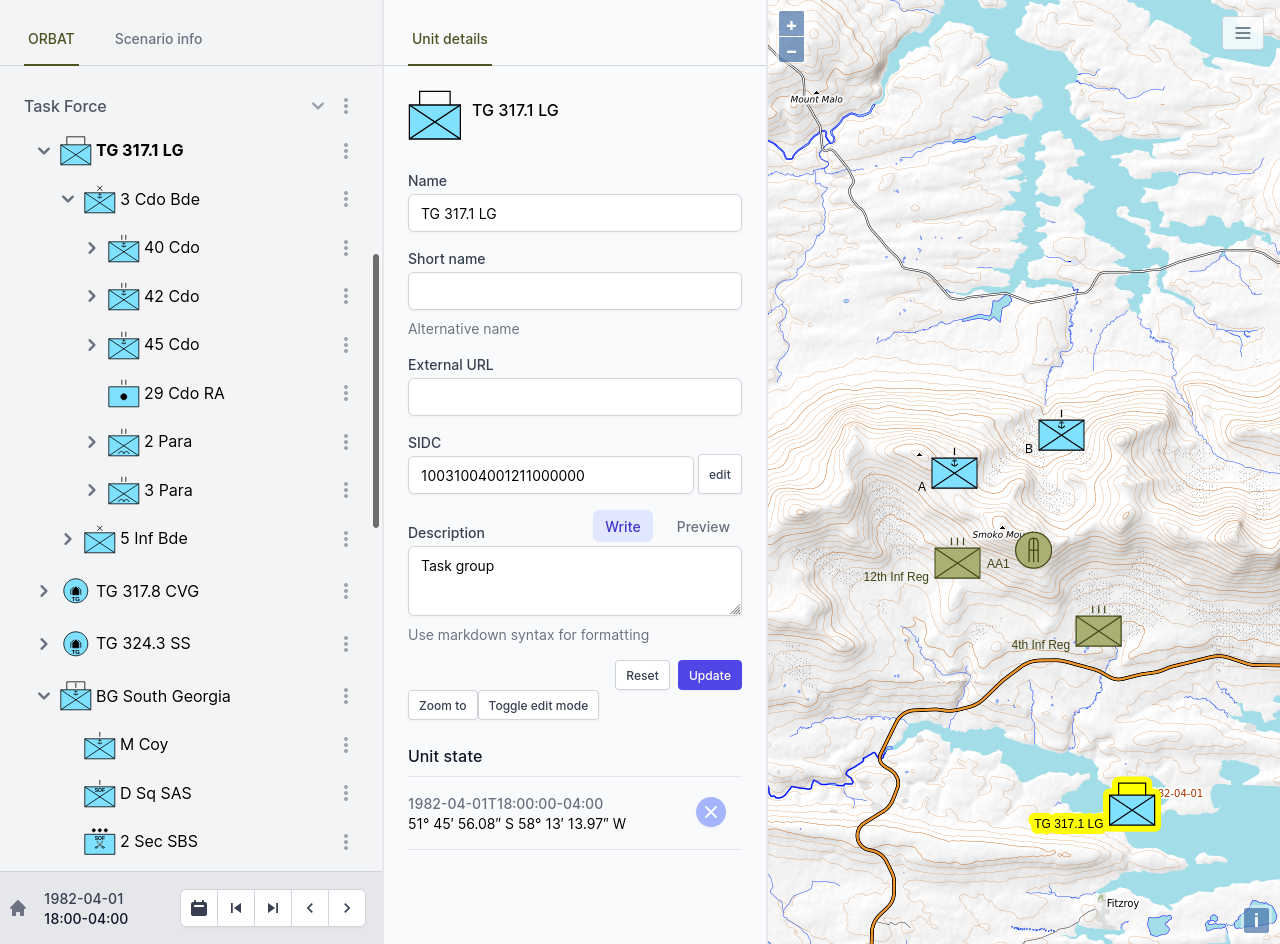 ORBAT
Scenario info
Task Force
TG 317.1 LG
3 Cdo Bde
40 Cdo
42 Cdo
45 Cdo
29 Cdo RA
2 Para
3 Para
5 Inf Bde
TG 317.8 CVG
TG 324.3 SS
BG South Georgia
M Coy
D Sq SAS
2 Sec SBS
1982-04-01
18:00-04:00
Unit details
TG 317.1 LG
Name
TG 317.1 LG
Short name
Alternative name
External URL
SIDC
10031004001211000000
edit
Description
Write
Preview
Task group
Use markdown syntax for formatting
Reset
Update
Zoom to
Toggle edit mode
Unit state
1982-04-01T18:00:00-04:00
51° 45′ 56.08″ S 58° 13′ 13.97″ W
+
−
Mount Malo
B
A
Smoko Mou
AA1
12th Inf Reg
4th Inf Reg
32-04-01
TG 317.1 LG
Fitzroy
i